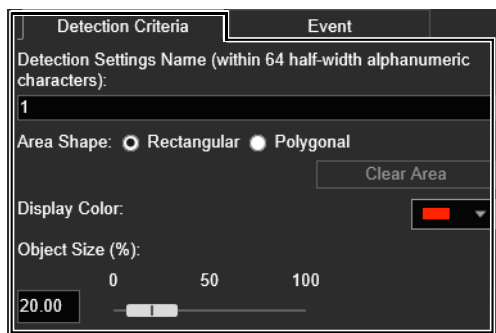 Detection Criteria Event
Detection Settings Name (within 64 half-width alphanumeric
characters):
1
Area Shape: Rectangular Polygonal
Clear Area
Display Color:
Object Size (%):
0 50 100
20.00